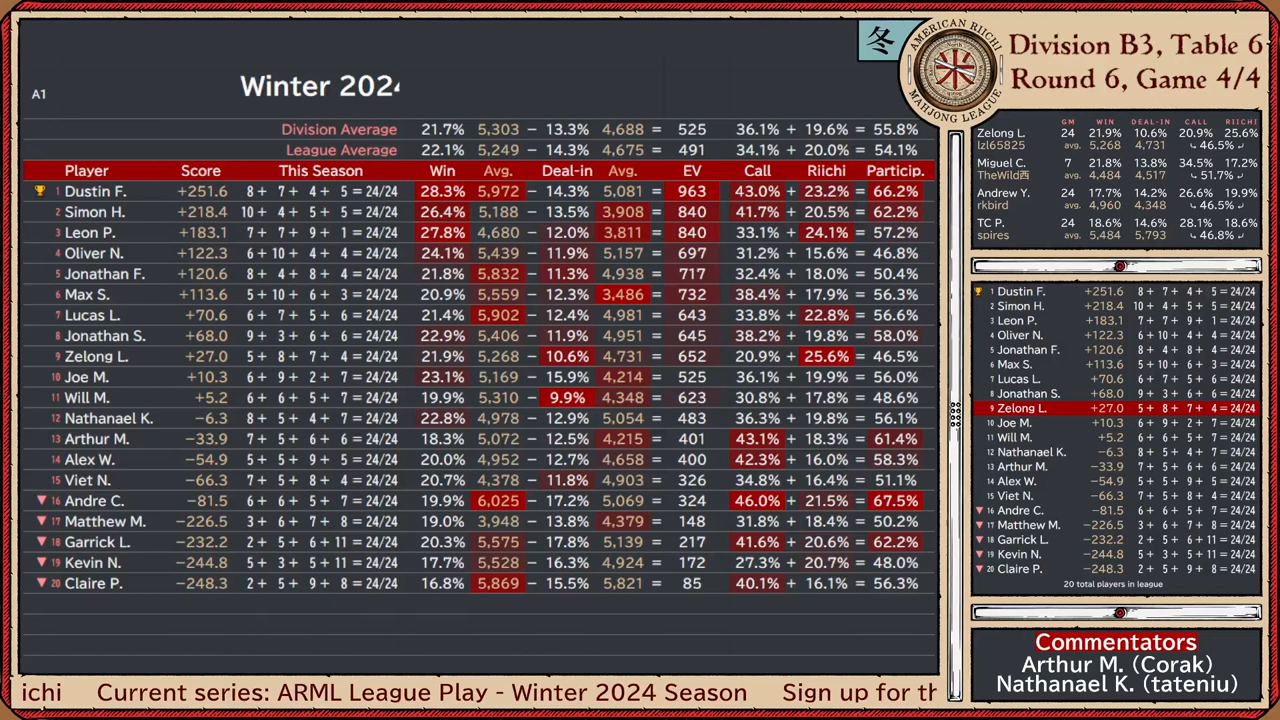 冬
AMERICAN RIICHI
MAHJONG LEAGUE
Division B3, Table 6
Round 6, Game 4/4
A1
Winter 2024
Division Average 21.7% 5,303 − 13.3% 4,688 = 525 36.1% + 19.6% = 55.8%
League Average 22.1% 5,249 − 14.3% 4,675 = 491 34.1% + 20.0% = 54.1%
Player Score This Season Win Avg. Deal-in Avg. EV Call Riichi Particip.
1 Dustin F. +251.6 8 + 7 + 4 + 5 = 24/24 28.3% 5,972 − 14.3% 5,081 = 963 43.0% + 23.2% = 66.2%
2 Simon H. +218.4 10 + 4 + 5 + 5 = 24/24 26.4% 5,188 − 13.5% 3,908 = 840 41.7% + 20.5% = 62.2%
3 Leon P. +183.1 7 + 7 + 9 + 1 = 24/24 27.8% 4,680 − 12.0% 3,811 = 840 33.1% + 24.1% = 57.2%
4 Oliver N. +122.3 6 + 10 + 4 + 4 = 24/24 24.1% 5,439 − 11.9% 5,157 = 697 31.2% + 15.6% = 46.8%
5 Jonathan F. +120.6 8 + 4 + 8 + 4 = 24/24 21.8% 5,832 − 11.3% 4,938 = 717 32.4% + 18.0% = 50.4%
6 Max S. +113.6 5 + 10 + 6 + 3 = 24/24 20.9% 5,559 − 12.3% 3,486 = 732 38.4% + 17.9% = 56.3%
7 Lucas L. +70.6 6 + 7 + 6 + 5 = 24/24 21.4% 5,902 − 12.4% 4,981 = 643 33.8% + 22.8% = 56.6%
8 Jonathan S. +68.0 9 + 3 + 6 + 6 = 24/24 22.9% 5,406 − 11.9% 4,951 = 645 38.2% + 19.8% = 58.0%
9 Zelong L. +27.0 5 + 8 + 7 + 4 = 24/24 21.9% 5,268 − 10.6% 4,731 = 652 20.9% + 25.6% = 46.5%
10 Joe M. +10.3 6 + 9 + 2 + 7 = 24/24 23.1% 5,169 − 15.9% 4,214 = 525 36.1% + 19.9% = 56.0%
11 Will M. +5.2 6 + 6 + 5 + 7 = 24/24 19.9% 5,310 − 9.9% 4,348 = 623 30.8% + 17.8% = 48.6%
12 Nathanael K. −6.3 8 + 4 + 5 + 7 = 24/24 22.8% 4,978 − 12.9% 5,054 = 483 36.3% + 19.8% = 56.1%
13 Arthur M. −33.9 7 + 5 + 6 + 6 = 24/24 18.3% 5,072 − 12.5% 4,215 = 401 43.1% + 18.3% = 61.4%
14 Alex W. −54.9 5 + 5 + 9 + 5 = 24/24 20.0% 4,952 − 12.7% 4,658 = 400 42.3% + 16.0% = 58.3%
15 Viet N. −66.3 7 + 5 + 8 + 4 = 24/24 20.7% 4,378 − 11.8% 4,903 = 326 34.8% + 16.4% = 51.1%
16 Andre C. −81.5 6 + 6 + 5 + 7 = 24/24 19.9% 6,025 − 17.2% 5,069 = 324 46.0% + 21.5% = 67.5%
17 Matthew M. −226.5 3 + 6 + 7 + 8 = 24/24 19.0% 3,948 − 13.8% 4,379 = 148 31.8% + 18.4% = 50.2%
18 Garrick L. −232.2 2 + 5 + 6 + 11 = 24/24 20.3% 5,575 − 17.8% 5,139 = 217 41.6% + 20.6% = 62.2%
19 Kevin N. −244.8 5 + 3 + 5 + 11 = 24/24 17.7% 5,528 − 16.3% 4,924 = 172 27.3% + 20.7% = 48.0%
20 Claire P. −248.3 2 + 5 + 9 + 8 = 24/24 16.8% 5,869 − 15.5% 5,821 = 85 40.1% + 16.1% = 56.3%
GM WIN DEAL-IN CALL RIICHI
Zelong L. 24 21.9% 10.6% 20.9% 25.6%
lzl65825 avg. 5,268 4,731 46.5%
Miguel C. 7 21.8% 13.8% 34.5% 17.2%
TheWild西 avg. 4,484 4,517 51.7%
Andrew Y. 24 17.7% 14.2% 26.6% 19.9%
rkbird avg. 4,960 4,348 46.5%
TC P. 24 18.6% 14.6% 28.1% 18.6%
spires avg. 5,484 5,793 46.8%
1 Dustin F. +251.6 8 + 7 + 4 + 5 = 24/24
2 Simon H. +218.4 10 + 4 + 5 + 5 = 24/24
3 Leon P. +183.1 7 + 7 + 9 + 1 = 24/24
4 Oliver N. +122.3 6 + 10 + 4 + 4 = 24/24
5 Jonathan F. +120.6 8 + 4 + 8 + 4 = 24/24
6 Max S. +113.6 5 + 10 + 6 + 3 = 24/24
7 Lucas L. +70.6 6 + 7 + 6 + 5 = 24/24
8 Jonathan S. +68.0 9 + 3 + 6 + 6 = 24/24
9 Zelong L. +27.0 5 + 8 + 7 + 4 = 24/24
10 Joe M. +10.3 6 + 9 + 2 + 7 = 24/24
11 Will M. +5.2 6 + 6 + 5 + 7 = 24/24
12 Nathanael K. −6.3 8 + 4 + 5 + 7 = 24/24
13 Arthur M. −33.9 7 + 5 + 6 + 6 = 24/24
14 Alex W. −54.9 5 + 5 + 9 + 5 = 24/24
15 Viet N. −66.3 7 + 5 + 8 + 4 = 24/24
16 Andre C. −81.5 6 + 6 + 5 + 7 = 24/24
17 Matthew M. −226.5 3 + 6 + 7 + 8 = 24/24
18 Garrick L. −232.2 2 + 5 + 6 + 11 = 24/24
19 Kevin N. −244.8 5 + 3 + 5 + 11 = 24/24
20 Claire P. −248.3 2 + 5 + 9 + 8 = 24/24
20 total players in league
Commentators
Arthur M. (Corak)
Nathanael K. (tateniu)
ichi Current series: ARML League Play - Winter 2024 Season Sign up for th